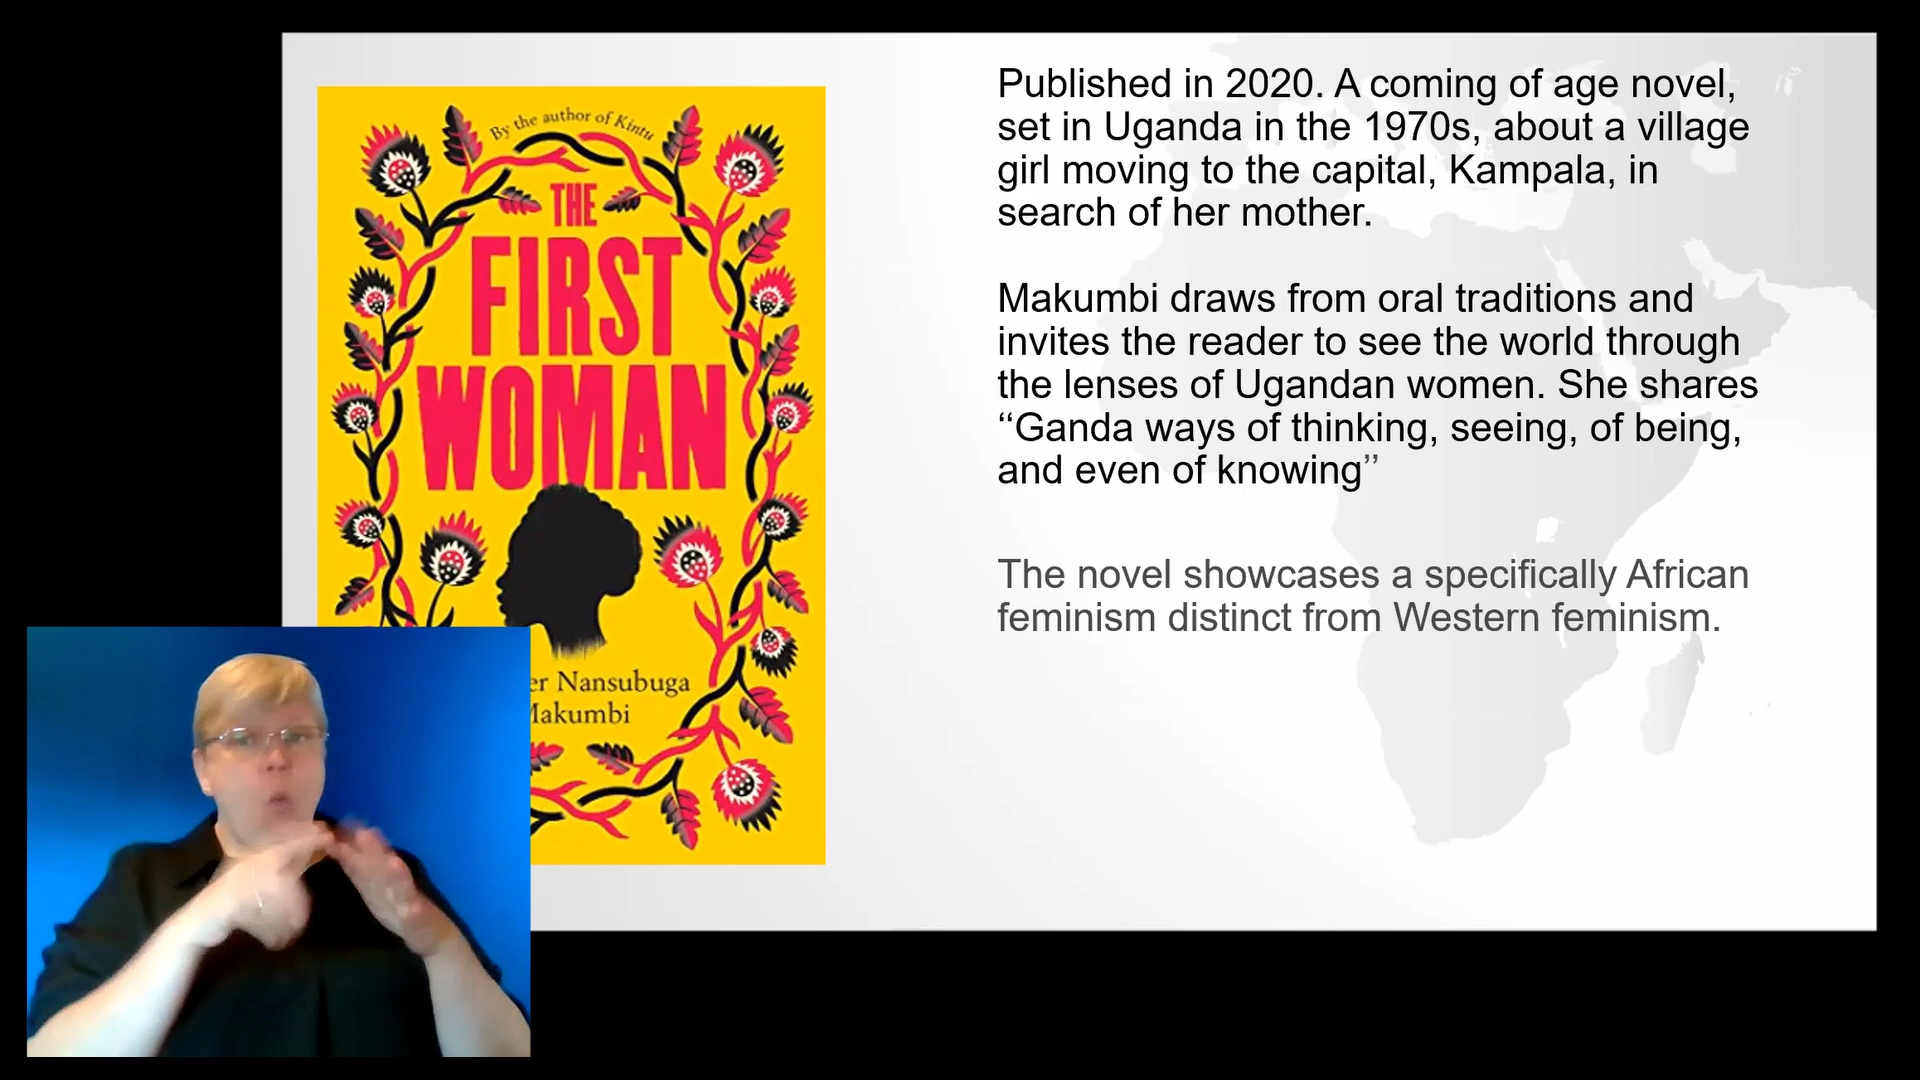 By the author of Kintu
THE
FIRST
WOMAN
Nansubuga
Makumbi
Published in 2020. A coming of age novel,
set in Uganda in the 1970s, about a village
girl moving to the capital, Kampala, in
search of her mother.
Makumbi draws from oral traditions and
invites the reader to see the world through
the lenses of Ugandan women. She shares
“Ganda ways of thinking, seeing, of being,
and even of knowing”
The novel showcases a specifically African
feminism distinct from Western feminism.